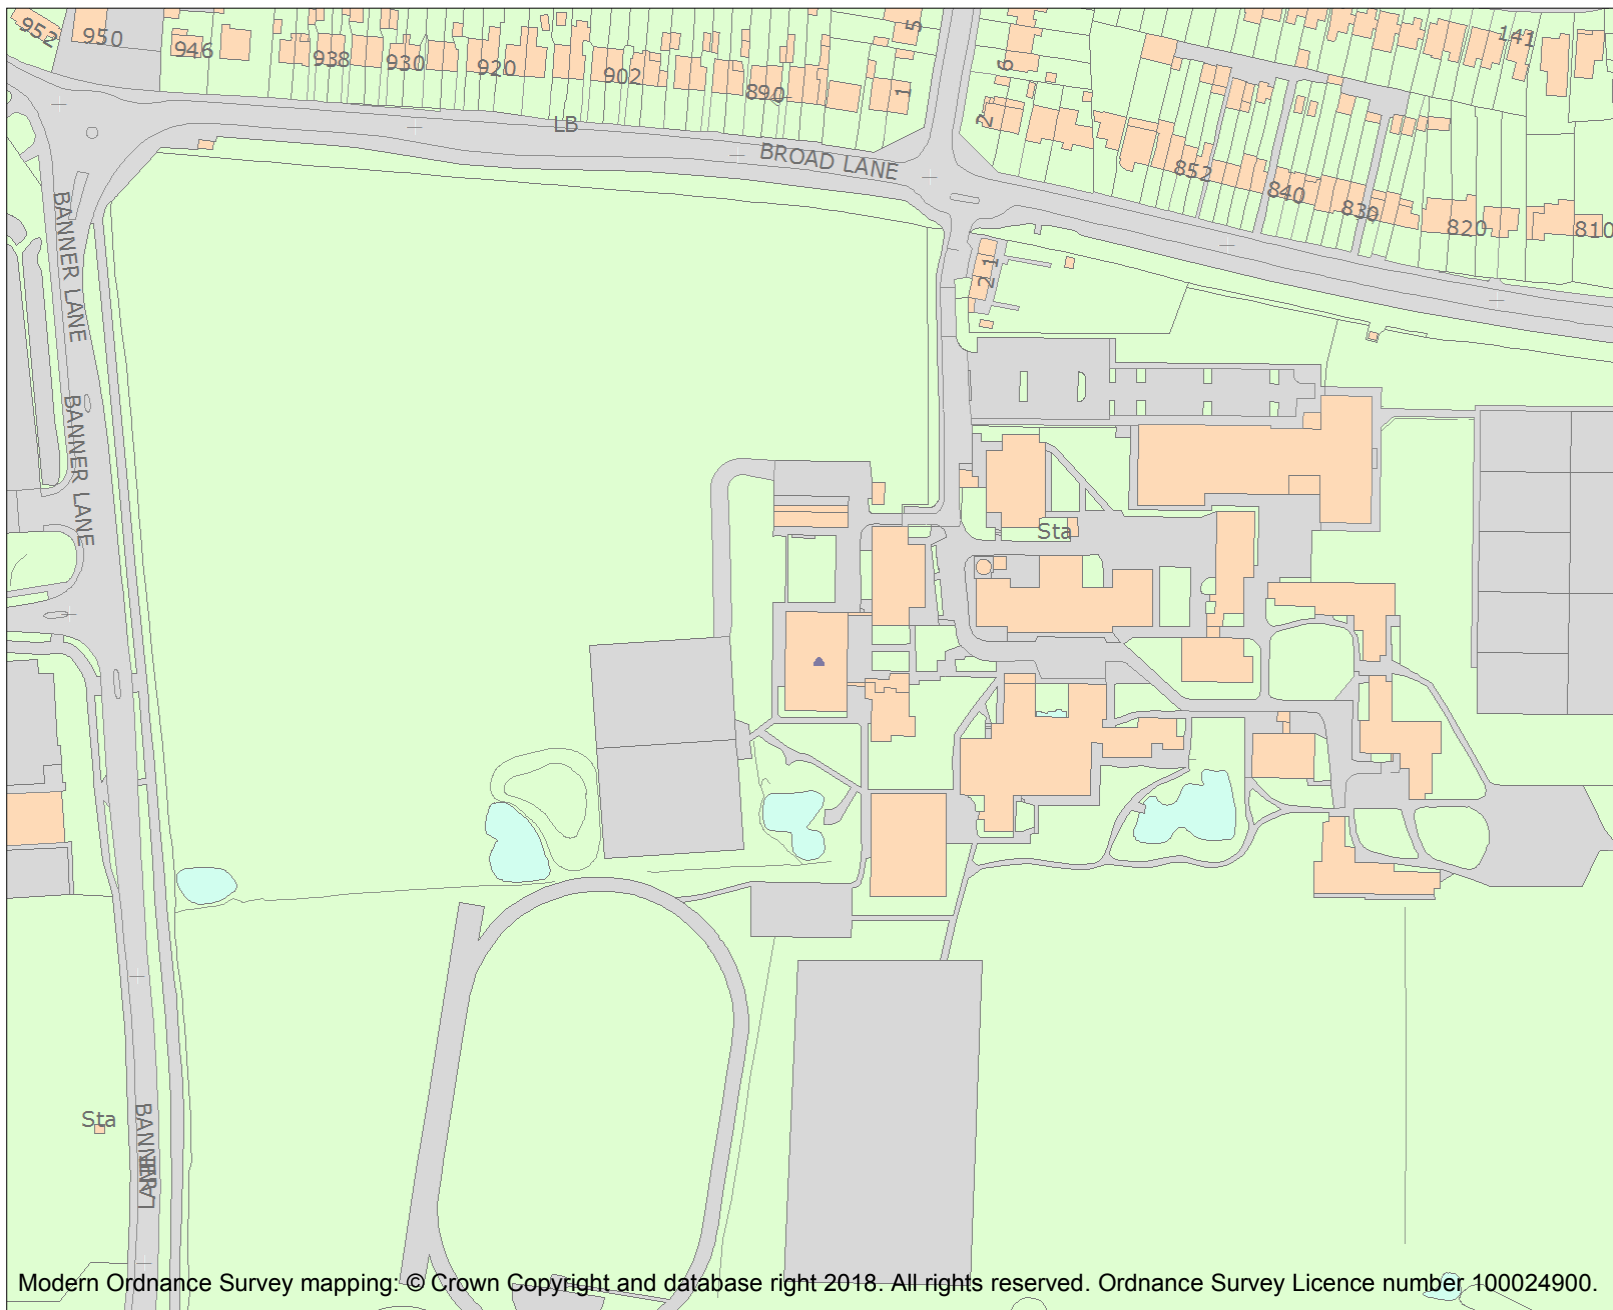 952
950
946
938
930
920
902
890
1
5
6
2
141
LB
BROAD LANE
852
840
830
820
810
BANNER LANE
2 1
BANNER LANE
Sta
Sta
Modern Ordnance Survey mapping: © Crown Copyright and database right 2018. All rights reserved. Ordnance Survey Licence number 100024900.